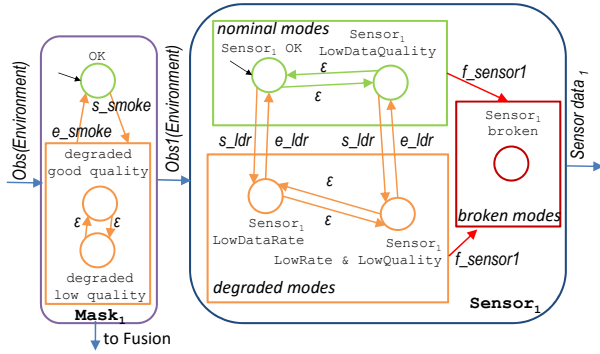 Obs(Environment)
OK
s_smoke
e_smoke
degraded
good quality
ε
ε
degraded
low quality
Mask1
to Fusion
Obs1(Environment)
nominal modes
Sensor1 OK
Sensor1
LowDataQuality
ε
ε
s_ldr
e_ldr
s_ldr
e_ldr
ε
ε
Sensor1
LowDataRate
Sensor1
LowRate & LowQuality
degraded modes
f_sensor1
Sensor1
broken
broken modes
f_sensor1
Sensor1
Sensor data 1